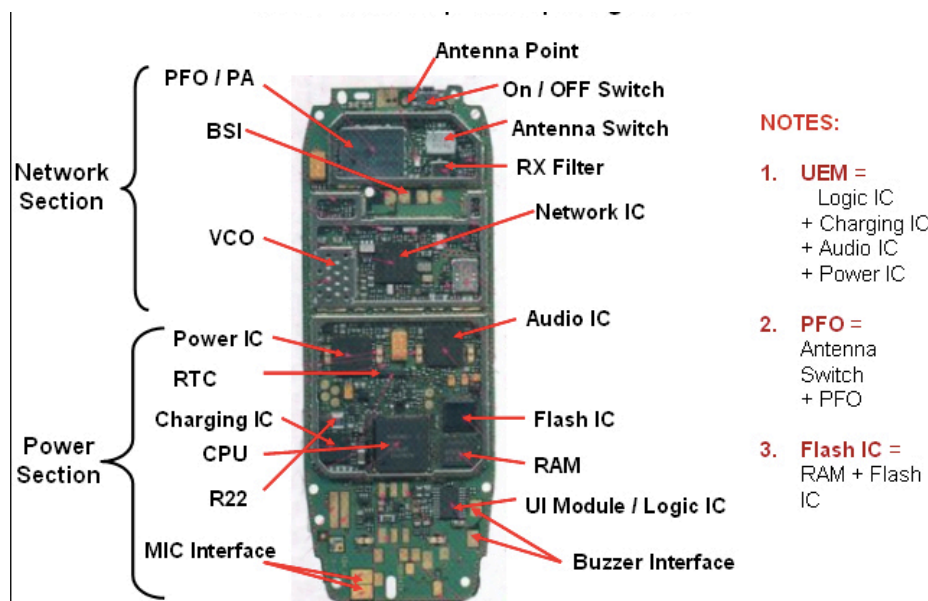 Antenna Point
PFO / PA
On / OFF Switch
BSI
Antenna Switch
RX Filter
Network
Section
Network IC
VCO
Audio IC
Power IC
RTC
Charging IC
Flash IC
CPU
Power
Section
RAM
R22
UI Module / Logic IC
MIC Interface
Buzzer Interface
NOTES:
1. UEM =
Logic IC
+ Charging IC
+ Audio IC
+ Power IC
2. PFO =
Antenna
Switch
+ PFO
3. Flash IC =
RAM + Flash
IC